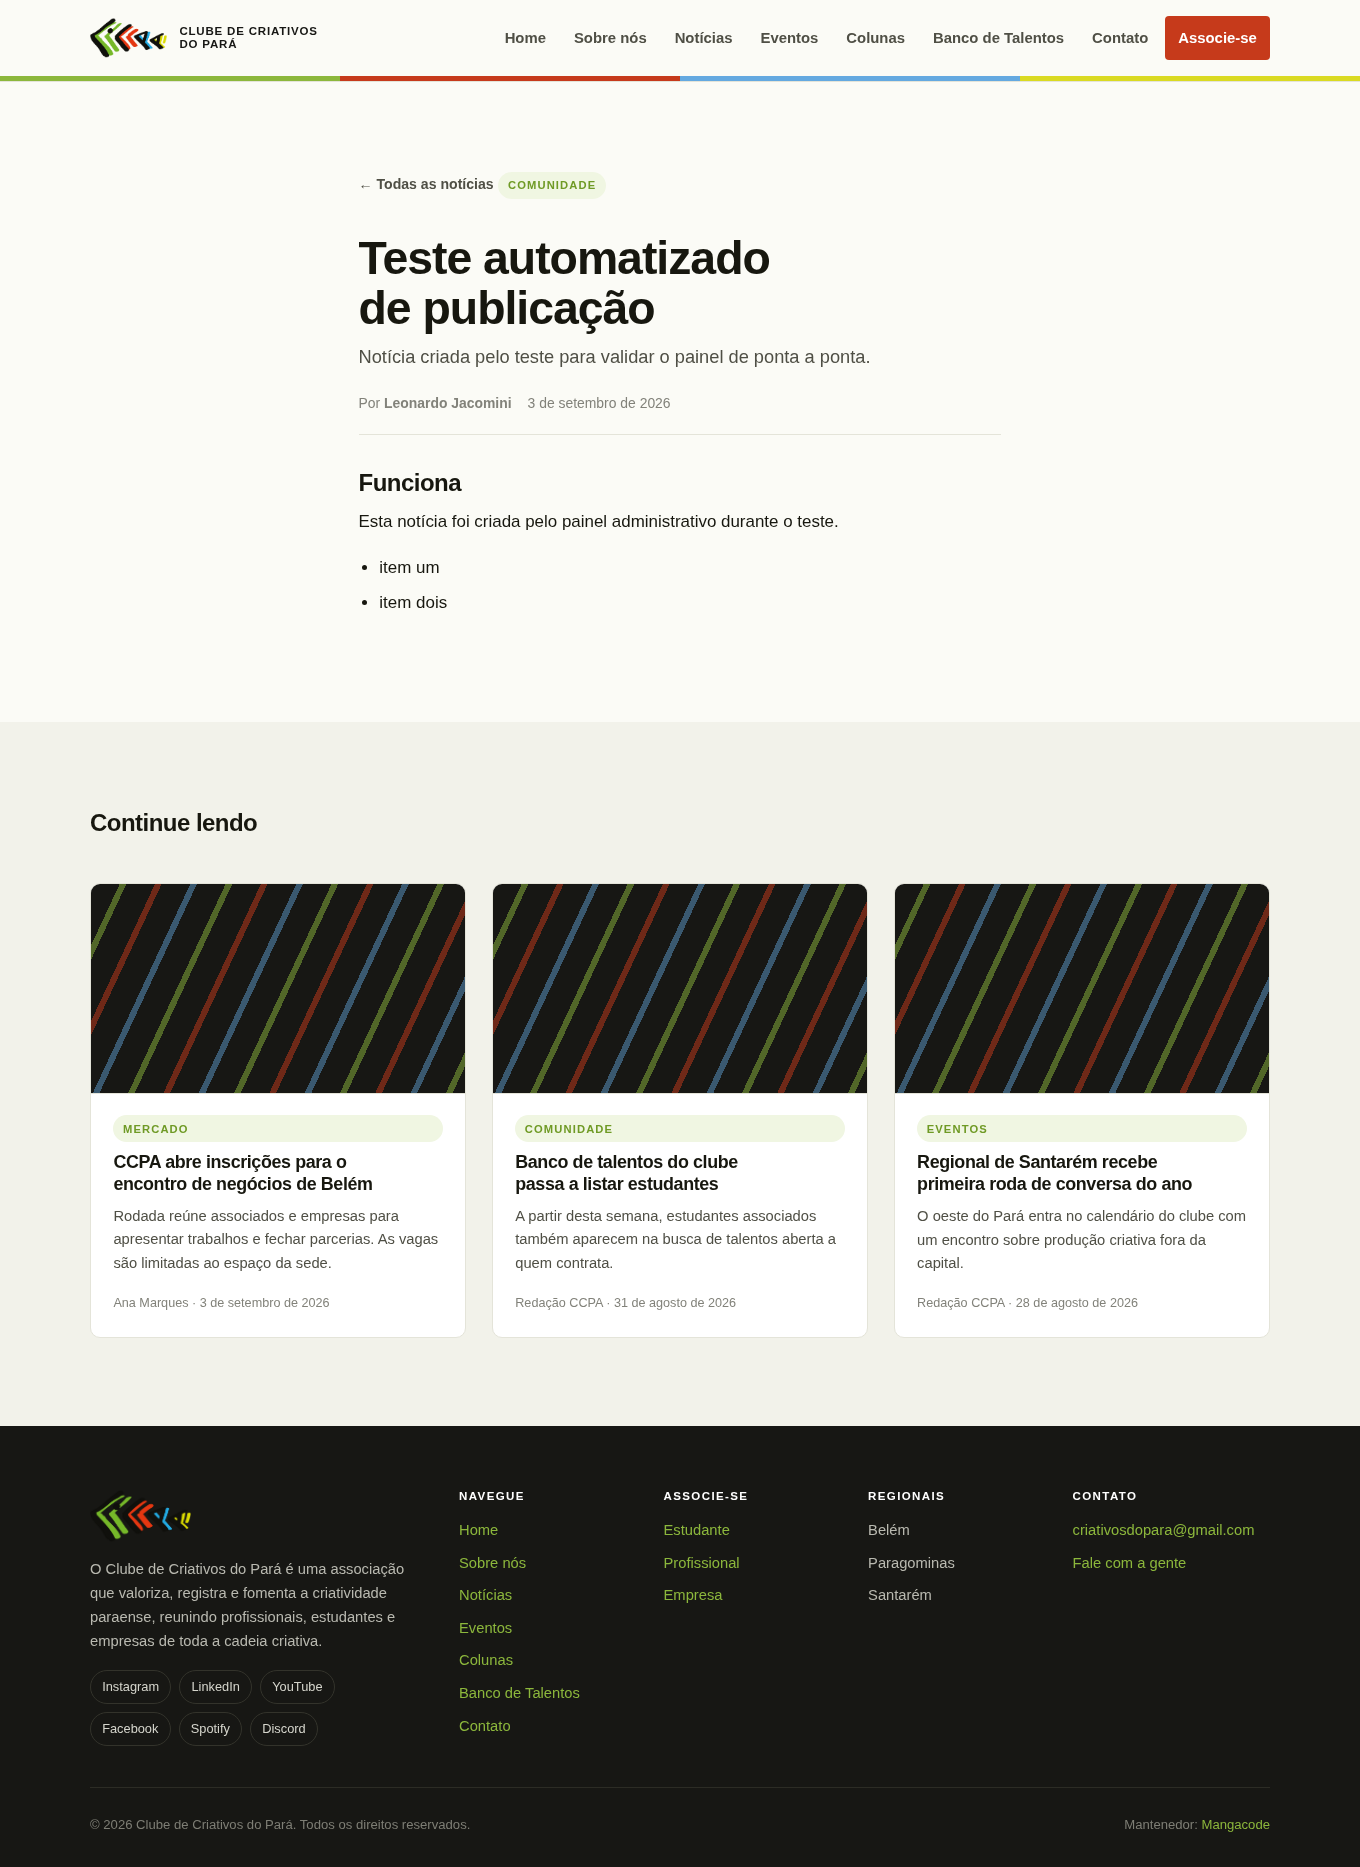 CLUBE DE CRIATIVOS
DO PARÁ
Home
Sobre nós
Notícias
Eventos
Colunas
Banco de Talentos
Contato
Associe-se
← Todas as notícias
COMUNIDADE
Teste automatizado
de publicação
Notícia criada pelo teste para validar o painel de ponta a ponta.
Por Leonardo Jacomini 3 de setembro de 2026
Funciona
Esta notícia foi criada pelo painel administrativo durante o teste.
• item um
• item dois
Continue lendo
MERCADO
CCPA abre inscrições para o
encontro de negócios de Belém
Rodada reúne associados e empresas para
apresentar trabalhos e fechar parcerias. As vagas
são limitadas ao espaço da sede.
Ana Marques · 3 de setembro de 2026
COMUNIDADE
Banco de talentos do clube
passa a listar estudantes
A partir desta semana, estudantes associados
também aparecem na busca de talentos aberta a
quem contrata.
Redação CCPA · 31 de agosto de 2026
EVENTOS
Regional de Santarém recebe
primeira roda de conversa do ano
O oeste do Pará entra no calendário do clube com
um encontro sobre produção criativa fora da
capital.
Redação CCPA · 28 de agosto de 2026
O Clube de Criativos do Pará é uma associação
que valoriza, registra e fomenta a criatividade
paraense, reunindo profissionais, estudantes e
empresas de toda a cadeia criativa.
Instagram
LinkedIn
YouTube
Facebook
Spotify
Discord
NAVEGUE
Home
Sobre nós
Notícias
Eventos
Colunas
Banco de Talentos
Contato
ASSOCIE-SE
Estudante
Profissional
Empresa
REGIONAIS
Belém
Paragominas
Santarém
CONTATO
criativosdopara@gmail.com
Fale com a gente
© 2026 Clube de Criativos do Pará. Todos os direitos reservados.
Mantenedor: Mangacode